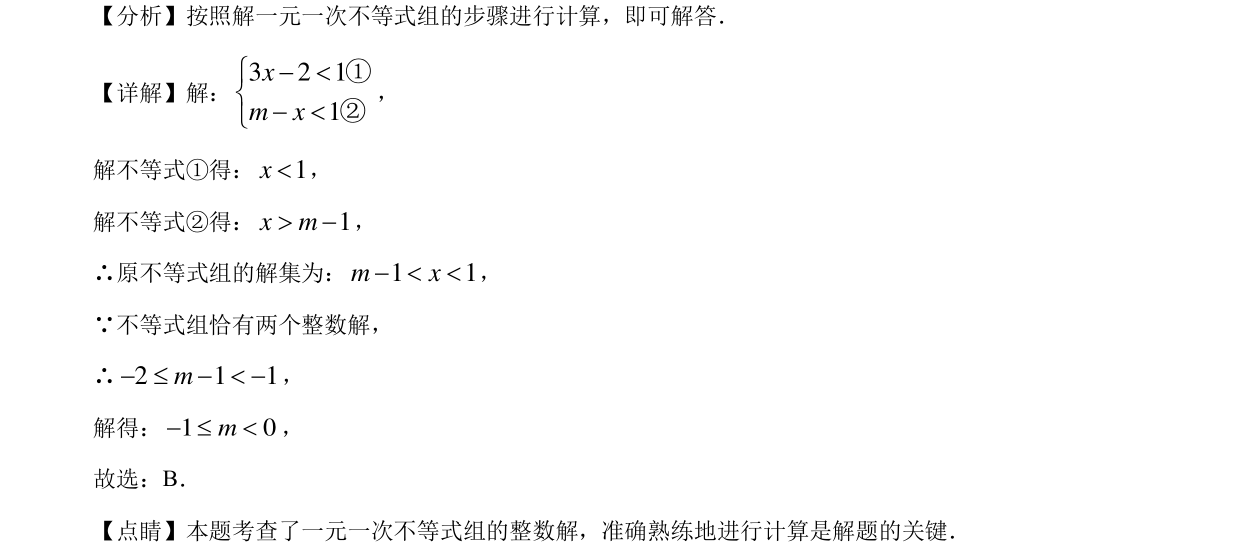 【分析】按照解一元一次不等式组的步骤进行计算，即可解答．
【详解】解：{3x−2<1① m−x<1②，
解不等式①得：x<1，
解不等式②得：x>m−1，
∴原不等式组的解集为：m−1<x<1，
∵不等式组恰有两个整数解，
∴−2≤m−1<−1，
解得：−1≤m<0，
故选：B．
【点睛】本题考查了一元一次不等式组的整数解，准确熟练地进行计算是解题的关键．